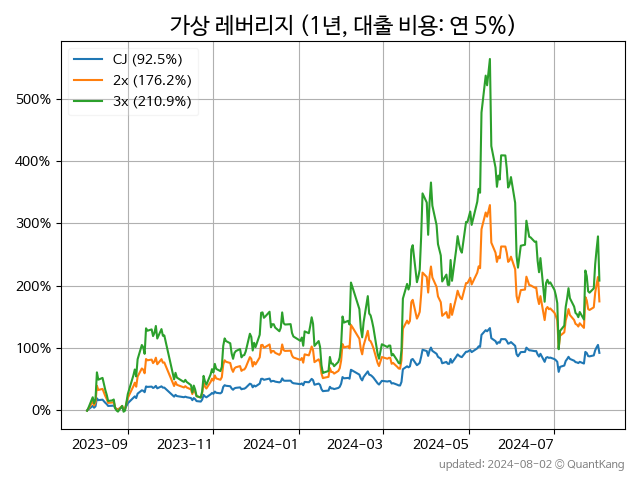 가상 레버리지 (1년, 대출 비용: 연 5%)
CJ (92.5%)
2x (176.2%)
3x (210.9%)
500%
400%
300%
200%
100%
0%
2023-09
2023-11
2024-01
2024-03
2024-05
2024-07
updated: 2024-08-02 © QuantKang